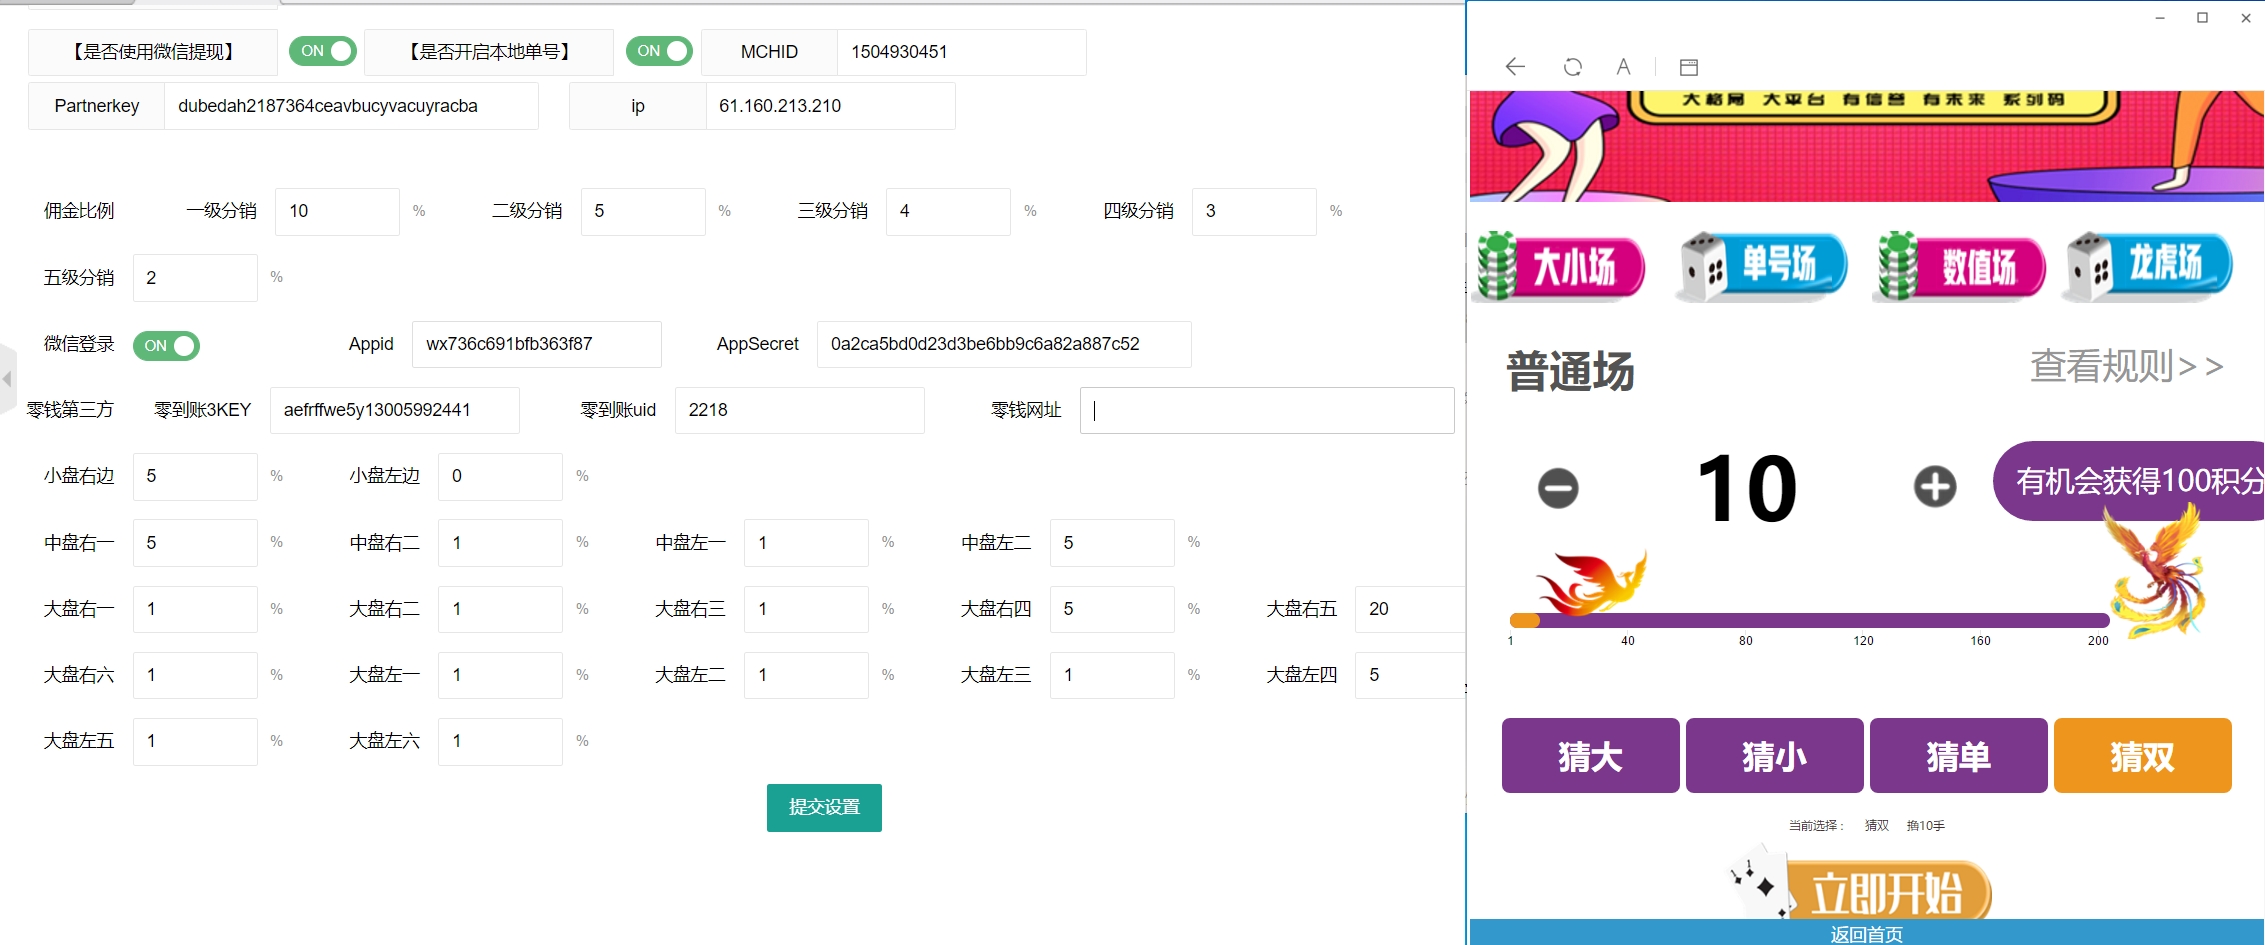 【是否使用微信提现】 ON 【是否开启本地单号】 ON MCHID 1504930451
Partnerkey dubedah2187364ceavbucyvacuyracba ip 61.160.213.210
佣金比例 一级分销 10 % 二级分销 5 % 三级分销 4 % 四级分销 3 %
五级分销 2 %
微信登录 ON Appid wx736c691bfb363f87 AppSecret 0a2ca5bd0d23d3be6bb9c6a82a887c52
零钱第三方 零到账3KEY aefrffwe5y13005992441 零到账uid 2218 零钱网址
小盘右边 5 % 小盘左边 0 %
中盘右一 5 % 中盘右二 1 % 中盘左一 1 % 中盘左二 5 %
大盘右一 1 % 大盘右二 1 % 大盘右三 1 % 大盘右四 5 % 大盘右五 20
大盘右六 1 % 大盘左一 1 % 大盘左二 1 % 大盘左三 1 % 大盘左四 5
大盘左五 1 % 大盘左六 1 %
提交设置
大格局 大平台 有信誉 有未来 系列码
大小场 单号场 数值场 龙虎场
普通场 查看规则>>
10 有机会获得100积分
1 40 80 120 160 200
猜大 猜小 猜单 猜双
当前选择： 猜双 撸10手
立即开始
返回首页